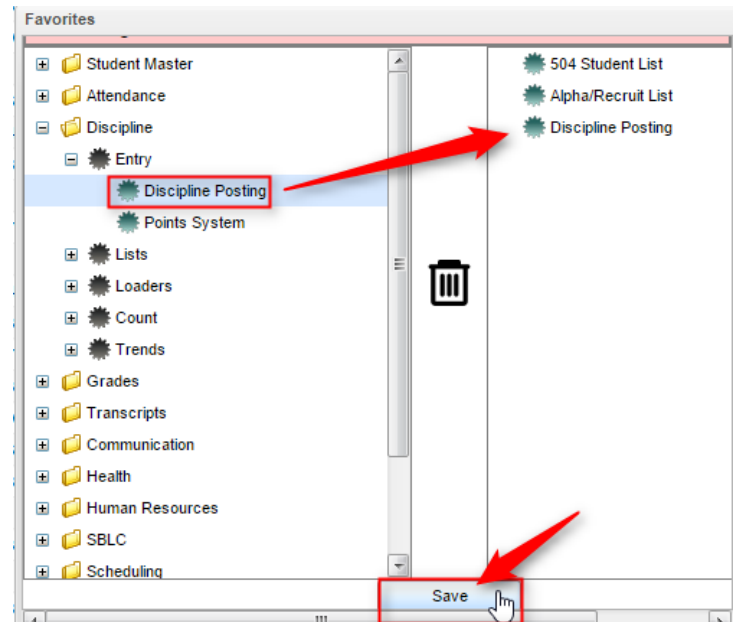 Favorites
Student Master
Attendance
Discipline
Entry
Discipline Posting
Points System
Lists
Loaders
Count
Trends
Grades
Transcripts
Communication
Health
Human Resources
SBLC
Scheduling
504 Student List
Alpha/Recruit List
Discipline Posting
Save